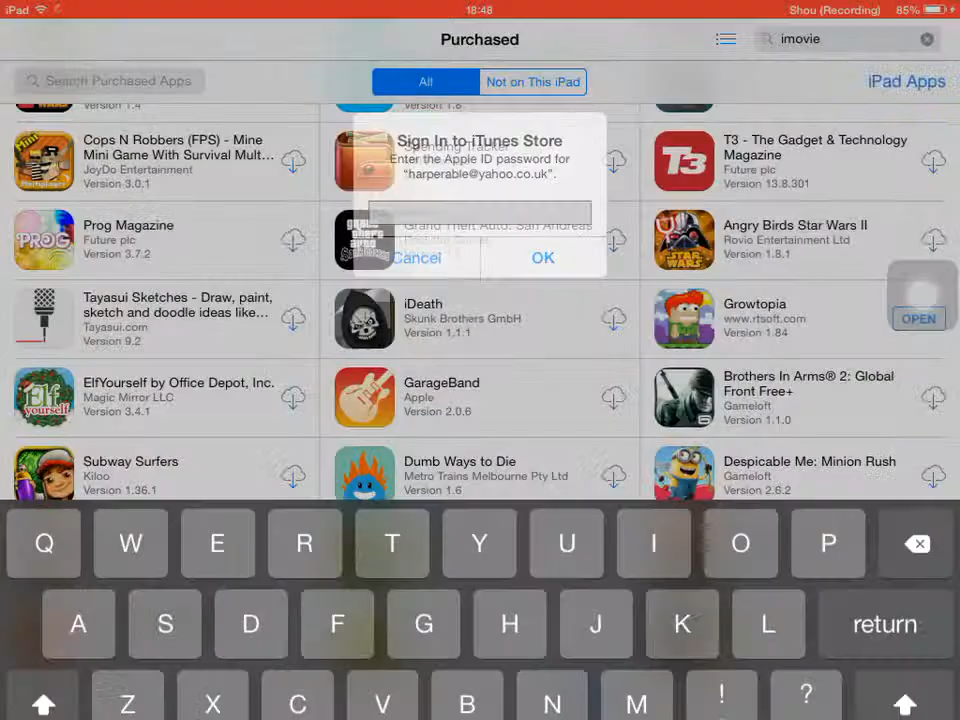 iPad 18:48 Shou (Recording) 85%
Purchased
imovie
Search Purchased Apps
All
Not on This iPad
iPad Apps
Version 1.4
Version 1.8
Cops N Robbers (FPS) - Mine
Mini Game With Survival Mult...
JoyDo Entertainment
Version 3.0.1
Spending Tracker
T3 - The Gadget & Technology
Magazine
Future plc
Version 13.8.301
Sign In to iTunes Store
Enter the Apple ID password for
“harperable@yahoo.co.uk”.
Cancel
OK
Prog Magazine
Future plc
Version 3.7.2
Grand Theft Auto: San Andreas
Angry Birds Star Wars II
Rovio Entertainment Ltd
Version 1.8.1
Tayasui Sketches - Draw, paint,
sketch and doodle ideas like...
Tayasui.com
Version 9.2
iDeath
Skunk Brothers GmbH
Version 1.1.1
Growtopia
www.rtsoft.com
Version 1.84
OPEN
ElfYourself by Office Depot, Inc.
Magic Mirror LLC
Version 3.4.1
GarageBand
Apple
Version 2.0.6
Brothers In Arms® 2: Global
Front Free+
Gameloft
Version 1.1.0
Subway Surfers
Kiloo
Version 1.36.1
Dumb Ways to Die
Metro Trains Melbourne Pty Ltd
Version 1.6
Despicable Me: Minion Rush
Gameloft
Version 2.6.2
Q W E R T Y U I O P
A S D F G H J K L return
Z X C V B N M ! ?